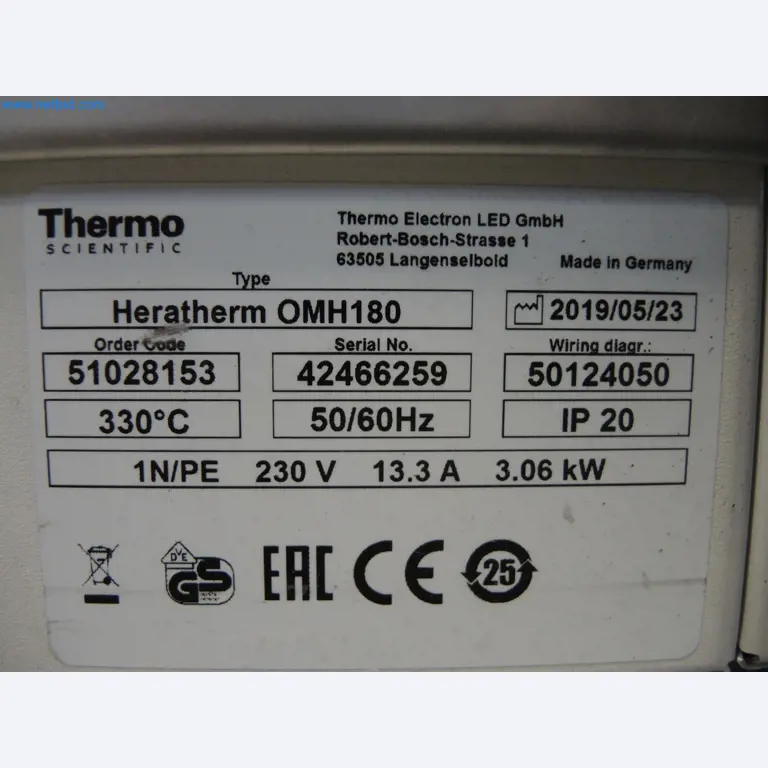 Thermo
SCIENTIFIC
Thermo Electron LED GmbH
Robert-Bosch-Strasse 1
63505 Langenselbold
Made in Germany
Type
Heratherm OMH180
2019/05/23
Order Code
Serial No.
Wiring diagr.:
51028153
42466259
50124050
330°C
50/60Hz
IP 20
1N/PE 230 V 13.3 A 3.06 kW
DVE
GS
EAC
CE
25